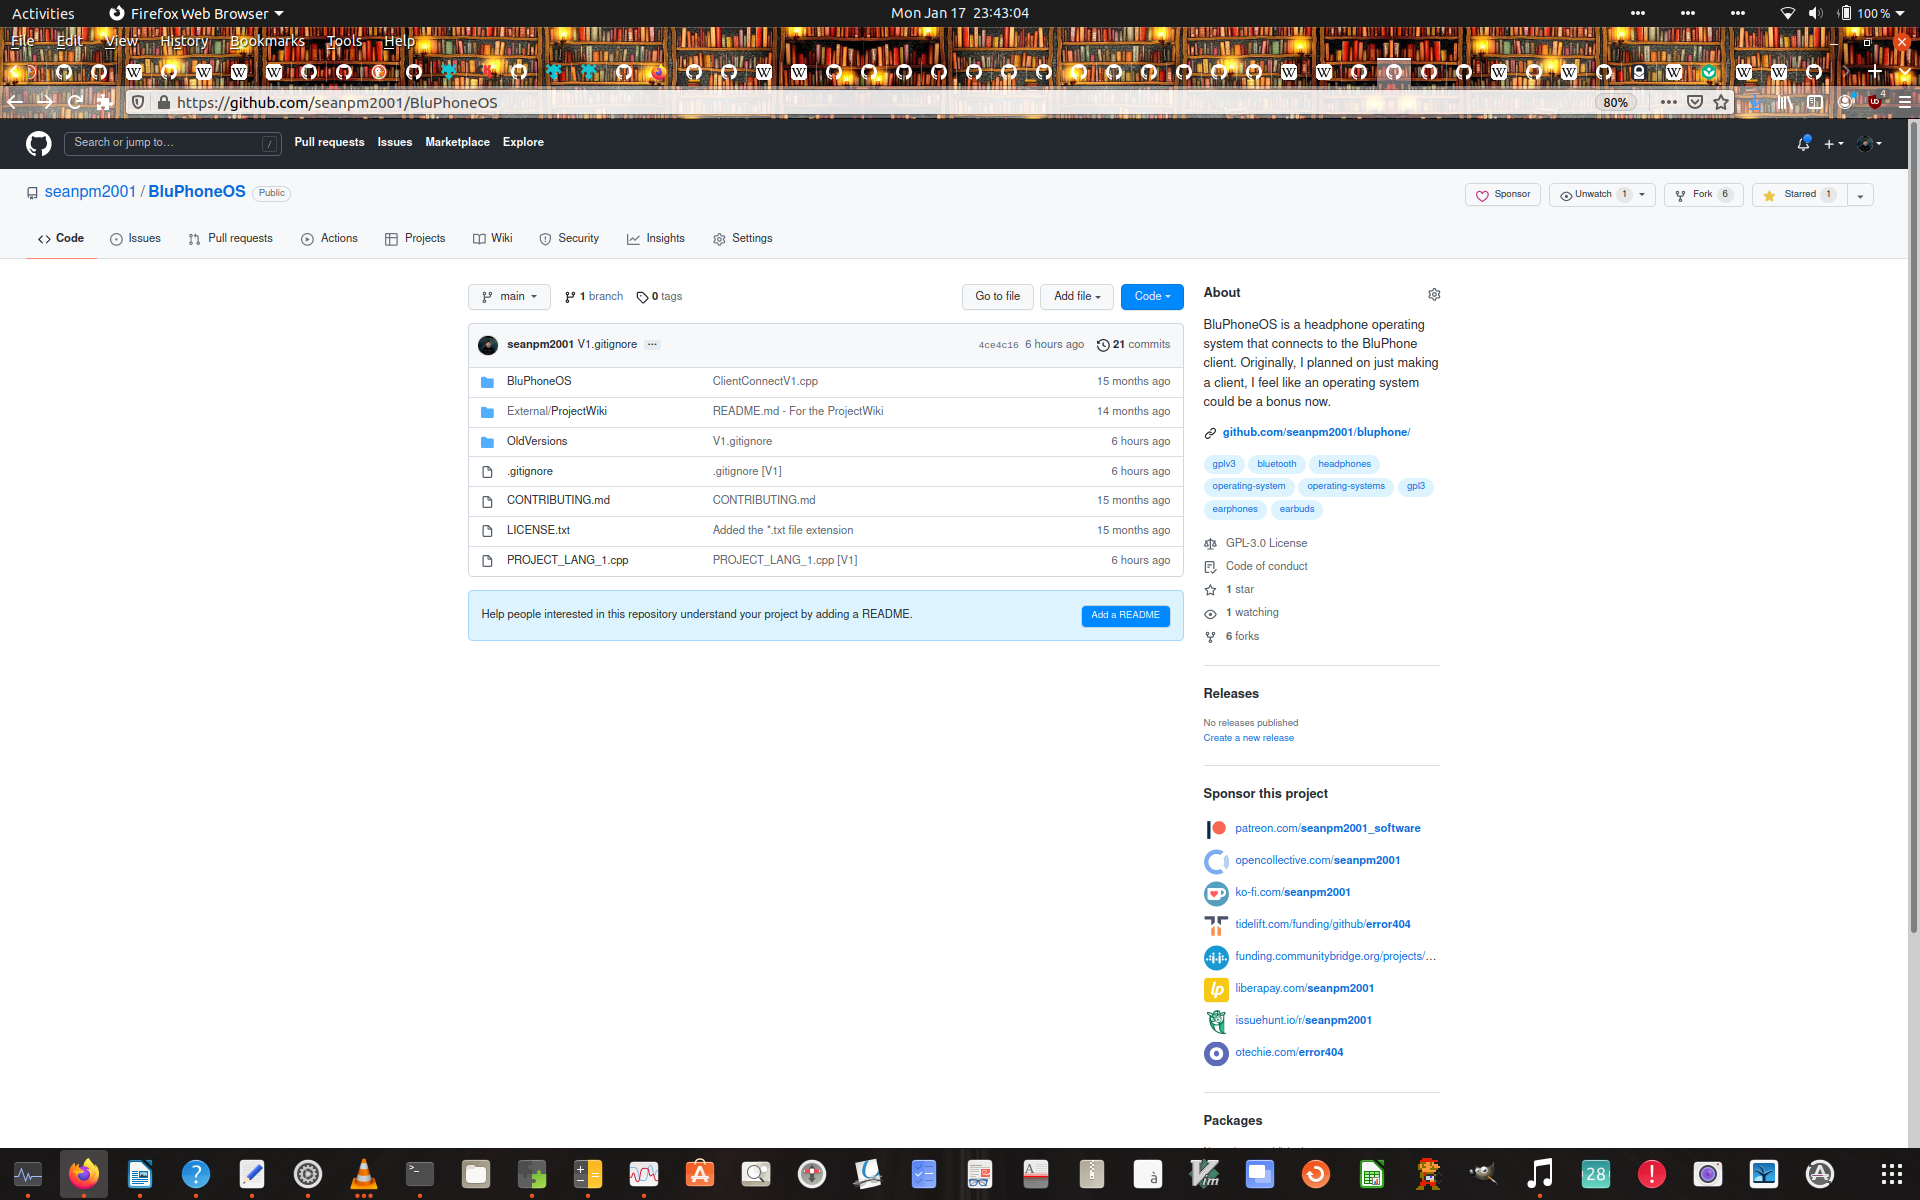 Activities Firefox Web Browser Mon Jan 17 23:43:04 100 %
File Edit View History Bookmarks Tools Help
https://github.com/seanpm2001/BluPhoneOS 80% 4
Search or jump to… / Pull requests Issues Marketplace Explore
seanpm2001 / BluPhoneOS Public Sponsor Unwatch 1 Fork 6 Starred 1
Code Issues Pull requests Actions Projects Wiki Security Insights Settings
main 1 branch 0 tags Go to file Add file Code
seanpm2001 V1.gitignore ··· 4ce4c16 6 hours ago 21 commits
BluPhoneOS ClientConnectV1.cpp 15 months ago
External/ProjectWiki README.md - For the ProjectWiki 14 months ago
OldVersions V1.gitignore 6 hours ago
.gitignore .gitignore [V1] 6 hours ago
CONTRIBUTING.md CONTRIBUTING.md 15 months ago
LICENSE.txt Added the *.txt file extension 15 months ago
PROJECT_LANG_1.cpp PROJECT_LANG_1.cpp [V1] 6 hours ago
Help people interested in this repository understand your project by adding a README. Add a README
About
BluPhoneOS is a headphone operating
system that connects to the BluPhone
client. Originally, I planned on just making
a client, I feel like an operating system
could be a bonus now.
github.com/seanpm2001/bluphone/
gplv3 bluetooth headphones
operating-system operating-systems gpl3
earphones earbuds
GPL-3.0 License
Code of conduct
1 star
1 watching
6 forks
Releases
No releases published
Create a new release
Sponsor this project
patreon.com/seanpm2001_software
opencollective.com/seanpm2001
ko-fi.com/seanpm2001
tidelift.com/funding/github/error404
funding.communitybridge.org/projects/…
liberapay.com/seanpm2001
issuehunt.io/r/seanpm2001
otechie.com/error404
Packages
28